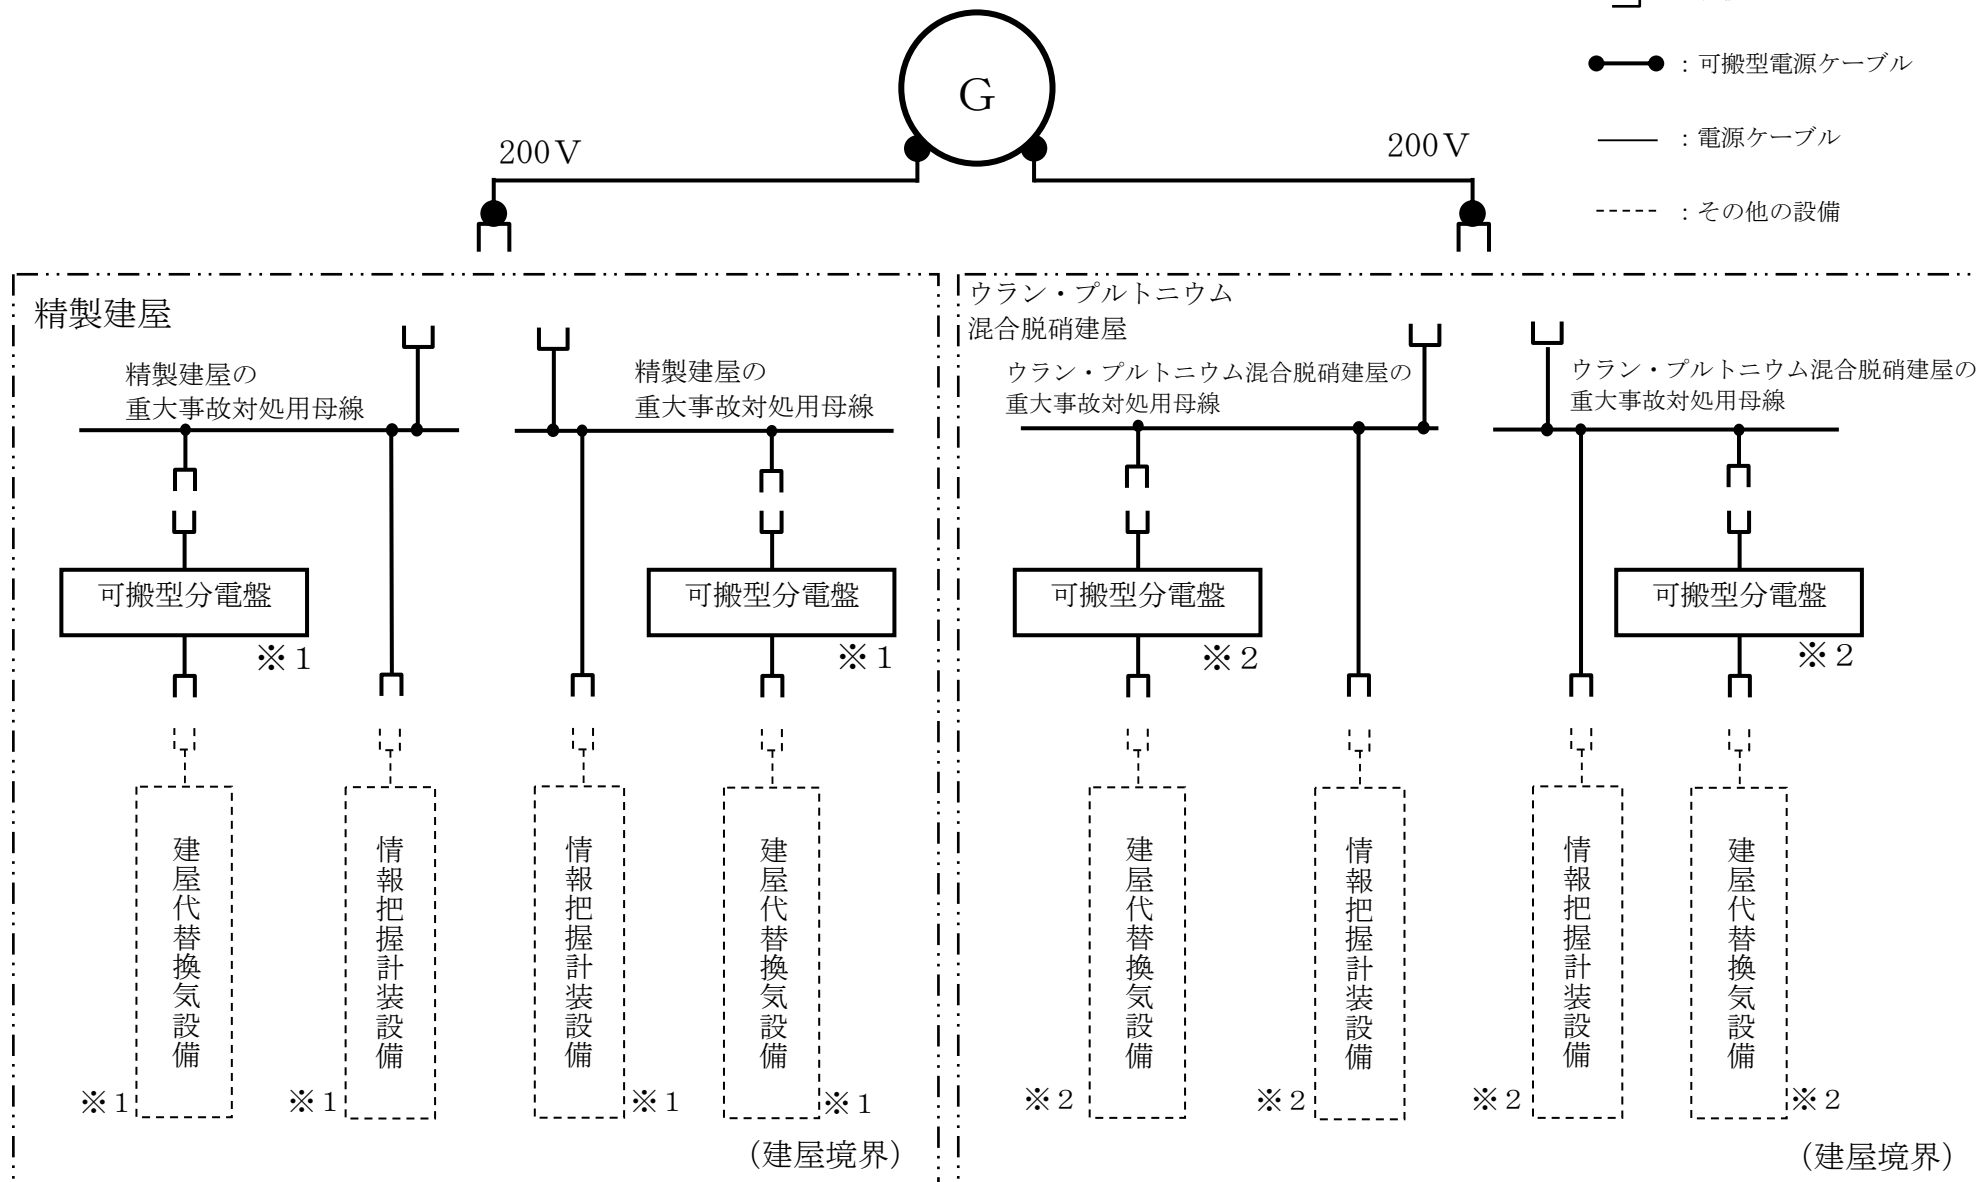 G
：可搬型電源ケーブル
200V
200V
：電源ケーブル
：その他の設備
精製建屋
精製建屋の
重大事故対処用母線
精製建屋の
重大事故対処用母線
可搬型分電盤
※1
可搬型分電盤
※1
建屋代替換気設備
※1
情報把握計装設備
※1
情報把握計装設備
※1
建屋代替換気設備
※1
（建屋境界）
ウラン・プルトニウム
混合脱硝建屋
ウラン・プルトニウム混合脱硝建屋の
重大事故対処用母線
ウラン・プルトニウム混合脱硝建屋の
重大事故対処用母線
可搬型分電盤
※2
可搬型分電盤
※2
建屋代替換気設備
※2
情報把握計装設備
※2
情報把握計装設備
※2
建屋代替換気設備
※2
（建屋境界）